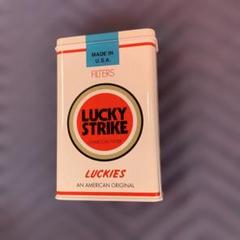 MADE IN
U.S.A.
FILTERS
LUCKY
STRIKE
LUCKIES
AN AMERICAN ORIGINAL